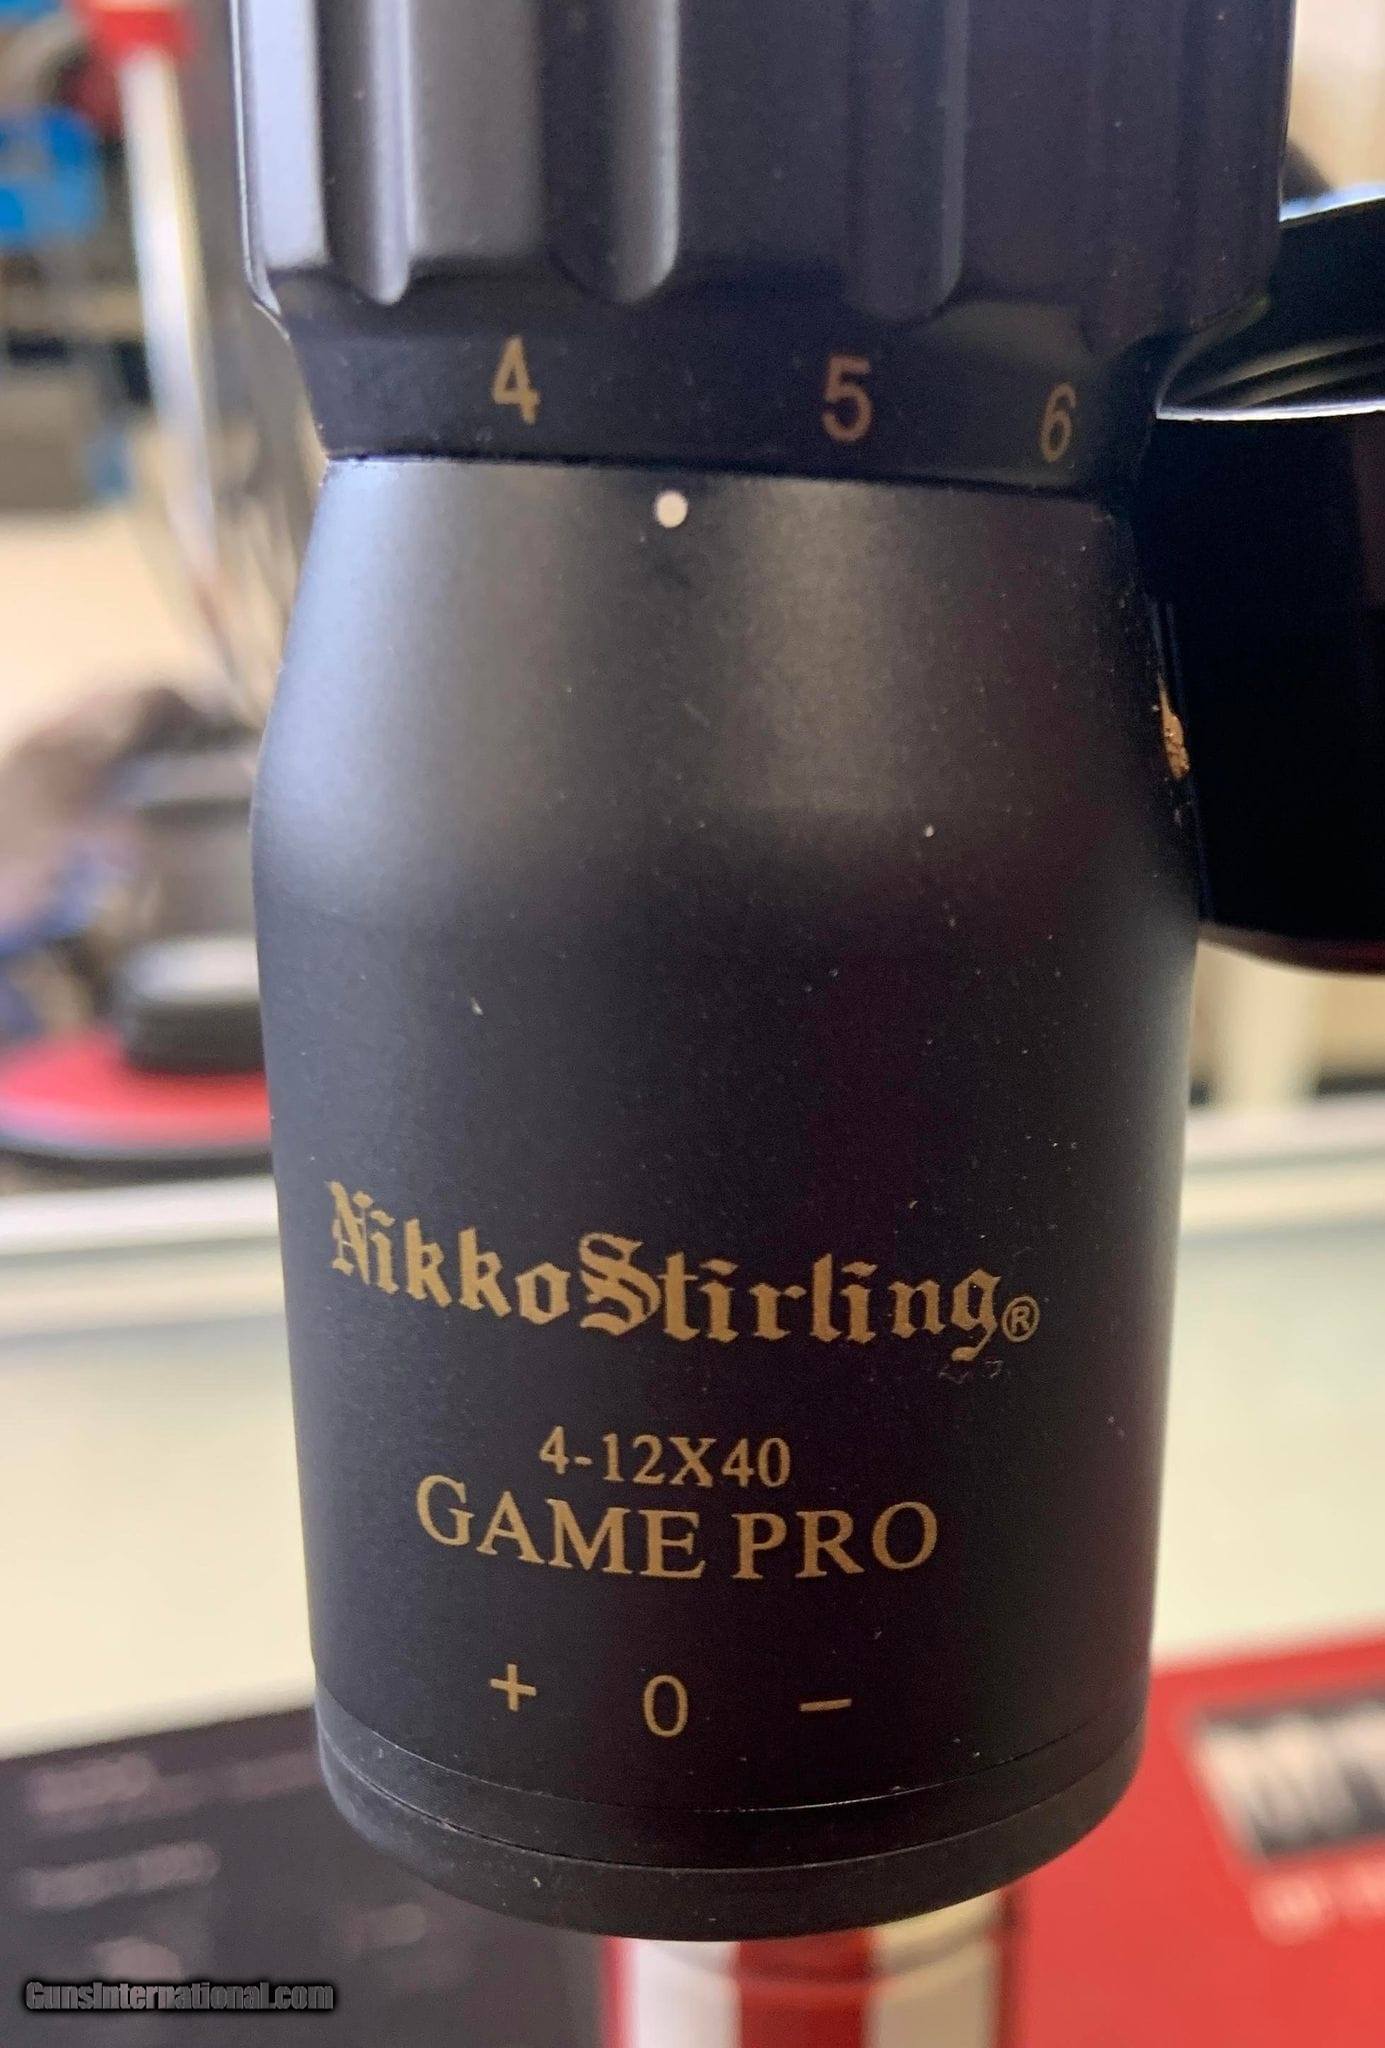 4 5 6
NikkoStirling®
4-12X40
GAME PRO
+ 0 −
GunsInternational.com